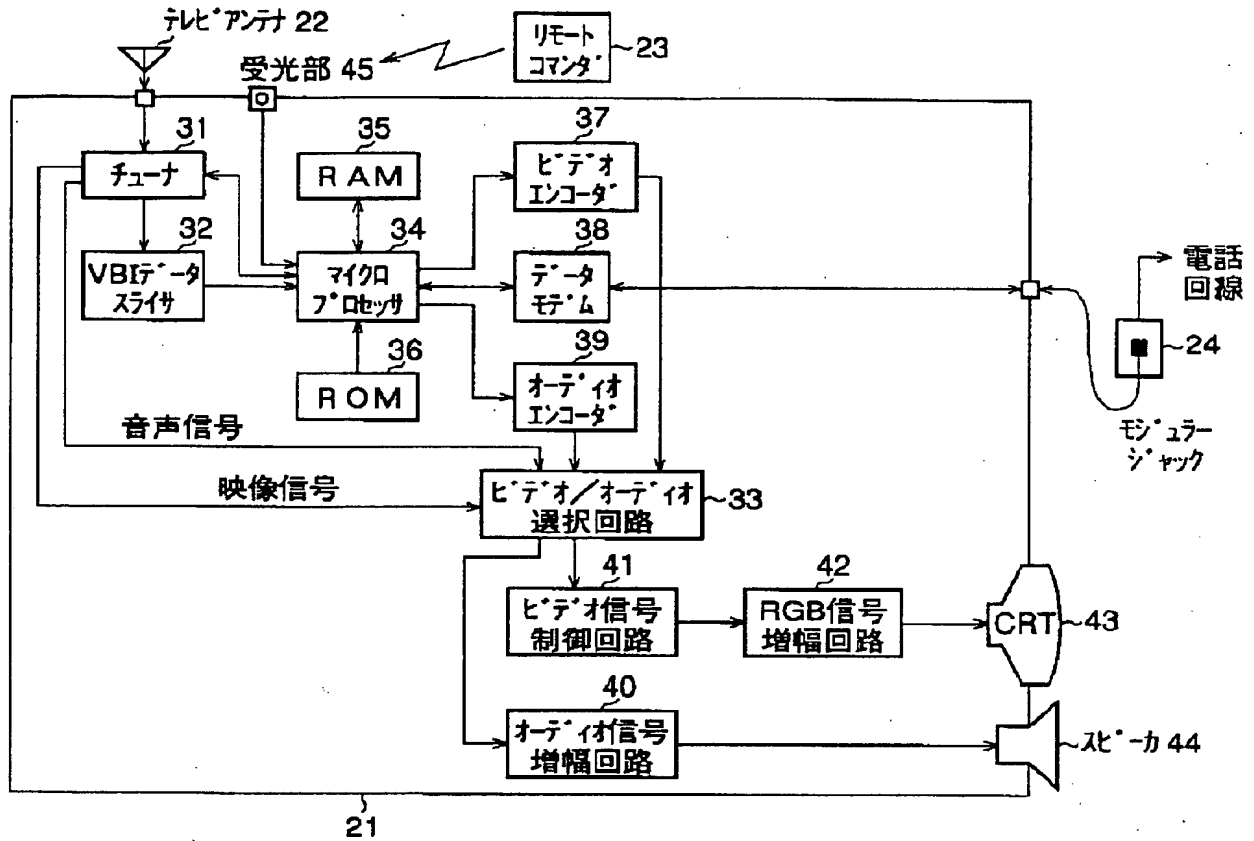 テレビアンテナ 22
リモート
コマンダ
23
受光部 45
31
チューナ
35
RAM
37
ビデオ
エンコーダ
32
VBIデータ
スライサ
34
マイクロ
プロセッサ
38
データ
モデム
電話
回線
24
モジュラー
ジャック
36
ROM
39
オーディオ
エンコーダ
音声信号
映像信号
ビデオ/オーディオ
選択回路
33
41
ビデオ信号
制御回路
42
RGB信号
増幅回路
CRT
43
40
オーディオ信号
増幅回路
スピーカ 44
21